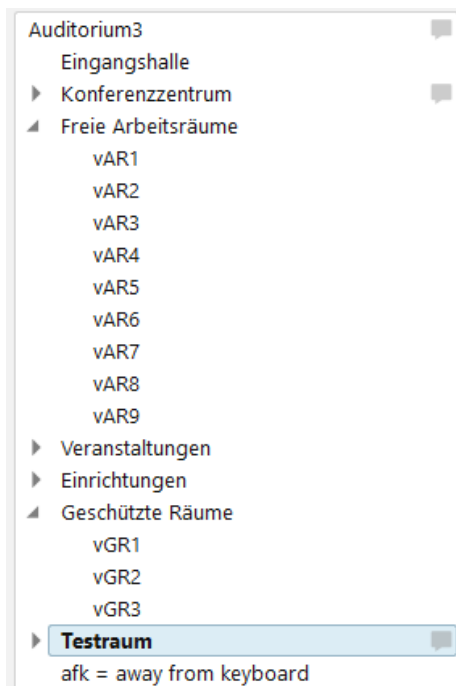 Auditorium3
Eingangshalle
Konferenzzentrum
Freie Arbeitsräume
vAR1
vAR2
vAR3
vAR4
vAR5
vAR6
vAR7
vAR8
vAR9
Veranstaltungen
Einrichtungen
Geschützte Räume
vGR1
vGR2
vGR3
Testraum
afk = away from keyboard